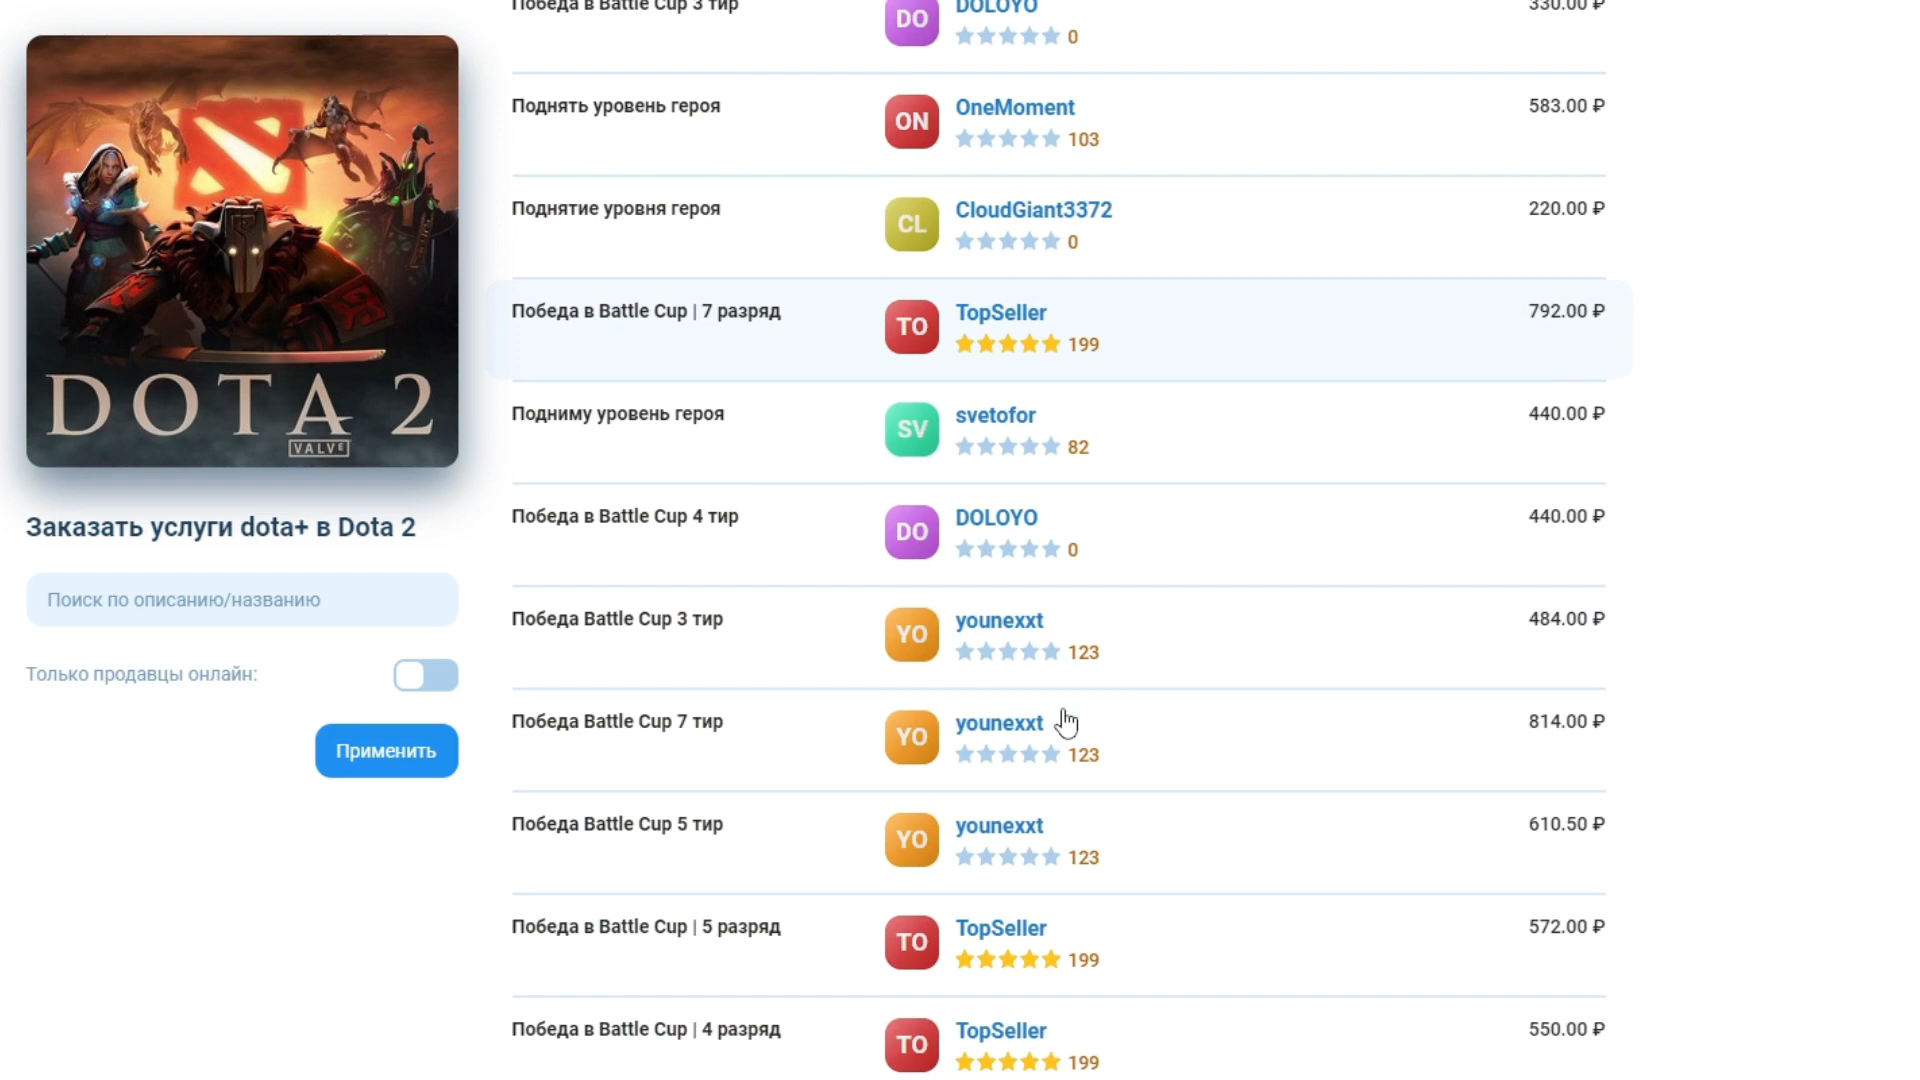 Победа в Battle Cup 3 тир
DO
DOLOYO
0
330.00 ₽
Поднять уровень героя
ON
OneMoment
103
583.00 ₽
Поднятие уровня героя
CL
CloudGiant3372
0
220.00 ₽
Победа в Battle Cup | 7 разряд
TO
TopSeller
199
792.00 ₽
Подниму уровень героя
SV
svetofor
82
440.00 ₽
Победа в Battle Cup 4 тир
DO
DOLOYO
0
440.00 ₽
Победа Battle Cup 3 тир
YO
younexxt
123
484.00 ₽
Победа Battle Cup 7 тир
YO
younexxt
123
814.00 ₽
Победа Battle Cup 5 тир
YO
younexxt
123
610.50 ₽
Победа в Battle Cup | 5 разряд
TO
TopSeller
199
572.00 ₽
Победа в Battle Cup | 4 разряд
TO
TopSeller
199
550.00 ₽
DOTA 2
VALVE
Заказать услуги dota+ в Dota 2
Поиск по описанию/названию
Только продавцы онлайн:
Применить